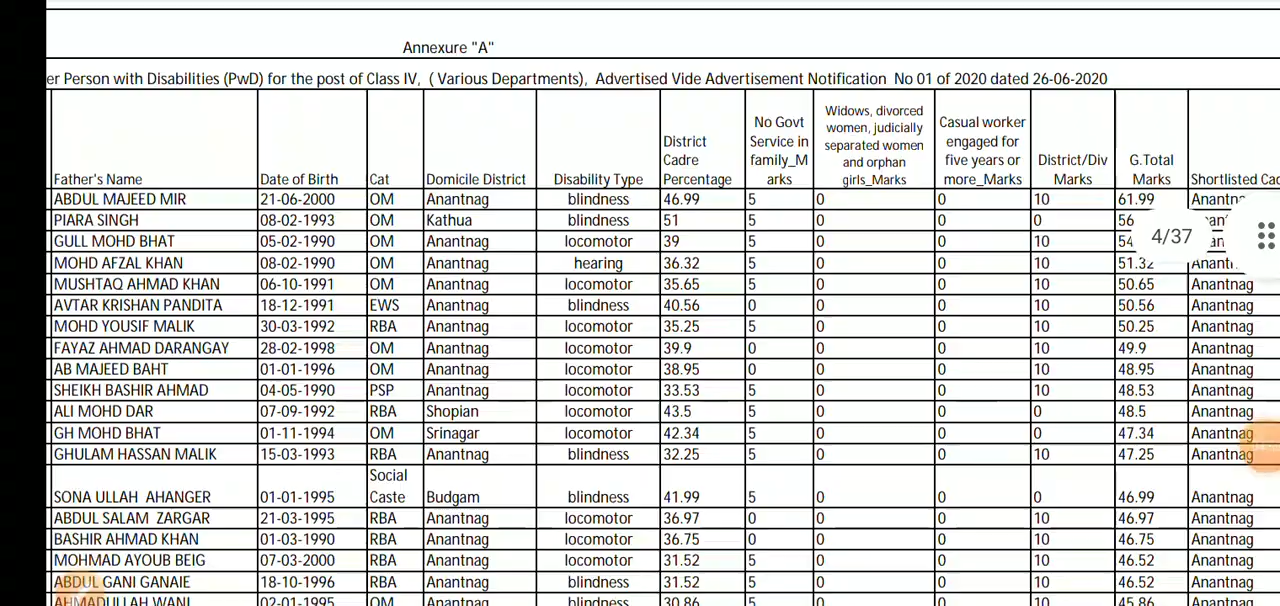 Annexure "A"
er Person with Disabilities (PwD) for the post of Class IV, ( Various Departments), Advertised Vide Advertisement Notification No 01 of 2020 dated 26-06-2020
Father's Name Date of Birth Cat Domicile District Disability Type District Cadre Percentage No Govt Service in family_M arks Widows, divorced women, judicially separated women and orphan girls_Marks Casual worker engaged for five years or more_Marks District/Div Marks G.Total Marks Shortlisted Cad
ABDUL MAJEED MIR 21-06-2000 OM Anantnag blindness 46.99 5 0 0 10 61.99
PIARA SINGH 08-02-1993 OM Kathua blindness 51 5 0 0 0 56
GULL MOHD BHAT 05-02-1990 OM Anantnag locomotor 39 5 0 0 10 54
4/37
MOHD AFZAL KHAN 08-02-1990 OM Anantnag hearing 36.32 5 0 0 10 51.32
MUSHTAQ AHMAD KHAN 06-10-1991 OM Anantnag locomotor 35.65 5 0 0 10 50.65 Anantnag
AVTAR KRISHAN PANDITA 18-12-1991 EWS Anantnag blindness 40.56 0 0 0 10 50.56 Anantnag
MOHD YOUSIF MALIK 30-03-1992 RBA Anantnag locomotor 35.25 5 0 0 10 50.25 Anantnag
FAYAZ AHMAD DARANGAY 28-02-1998 OM Anantnag locomotor 39.9 0 0 0 10 49.9 Anantnag
AB MAJEED BAHT 01-01-1996 OM Anantnag locomotor 38.95 0 0 0 10 48.95 Anantnag
SHEIKH BASHIR AHMAD 04-05-1990 PSP Anantnag locomotor 33.53 5 0 0 10 48.53 Anantnag
ALI MOHD DAR 07-09-1992 RBA Shopian locomotor 43.5 5 0 0 0 48.5 Anantnag
GH MOHD BHAT 01-11-1994 OM Srinagar locomotor 42.34 5 0 0 0 47.34 Anantnag
GHULAM HASSAN MALIK 15-03-1993 RBA Anantnag blindness 32.25 5 0 0 10 47.25 Anantnag
SONA ULLAH AHANGER 01-01-1995 Social Caste Budgam blindness 41.99 5 0 0 0 46.99 Anantnag
ABDUL SALAM ZARGAR 21-03-1995 RBA Anantnag locomotor 36.97 0 0 0 10 46.97 Anantnag
BASHIR AHMAD KHAN 01-03-1990 RBA Anantnag locomotor 36.75 0 0 0 10 46.75 Anantnag
MOHMAD AYOUB BEIG 07-03-2000 RBA Anantnag locomotor 31.52 5 0 0 10 46.52 Anantnag
ABDUL GANI GANAIE 18-10-1996 RBA Anantnag blindness 31.52 5 0 0 10 46.52 Anantnag
AHMADULLAH WANI 02-01-1995 OM Anantnag blindness 30.86 5 0 0 10 45.86 Anantnag